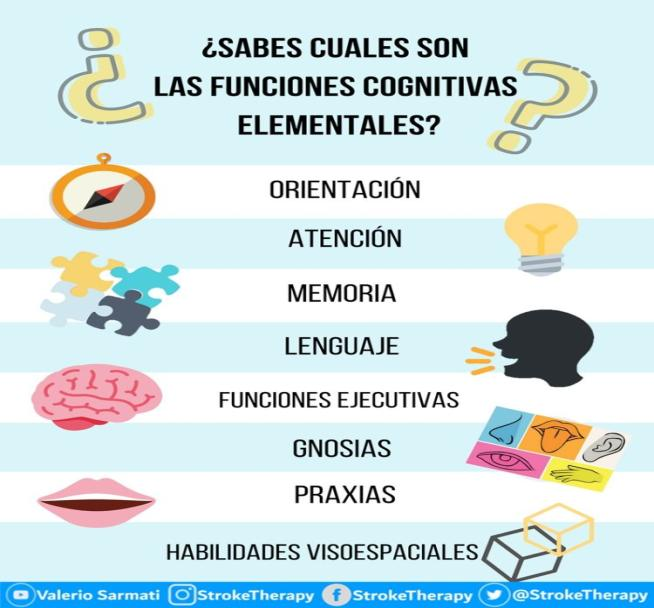 ¿SABES CUALES SON
LAS FUNCIONES COGNITIVAS
ELEMENTALES?
ORIENTACIÓN
ATENCIÓN
MEMORIA
LENGUAJE
FUNCIONES EJECUTIVAS
GNOSIAS
PRAXIAS
HABILIDADES VISOESPACIALES
Valerio Sarmati StrokeTherapy StrokeTherapy @StrokeTherapy